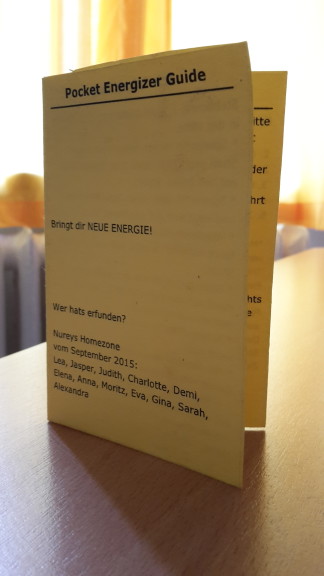 Pocket Energizer Guide
Bringt dir NEUE ENERGIE!
Wer hats erfunden?
Nureys Homezone
vom September 2015:
Lea, Jasper, Judith, Charlotte, Demi,
Elena, Anna, Moritz, Eva, Gina, Sarah,
Alexandra